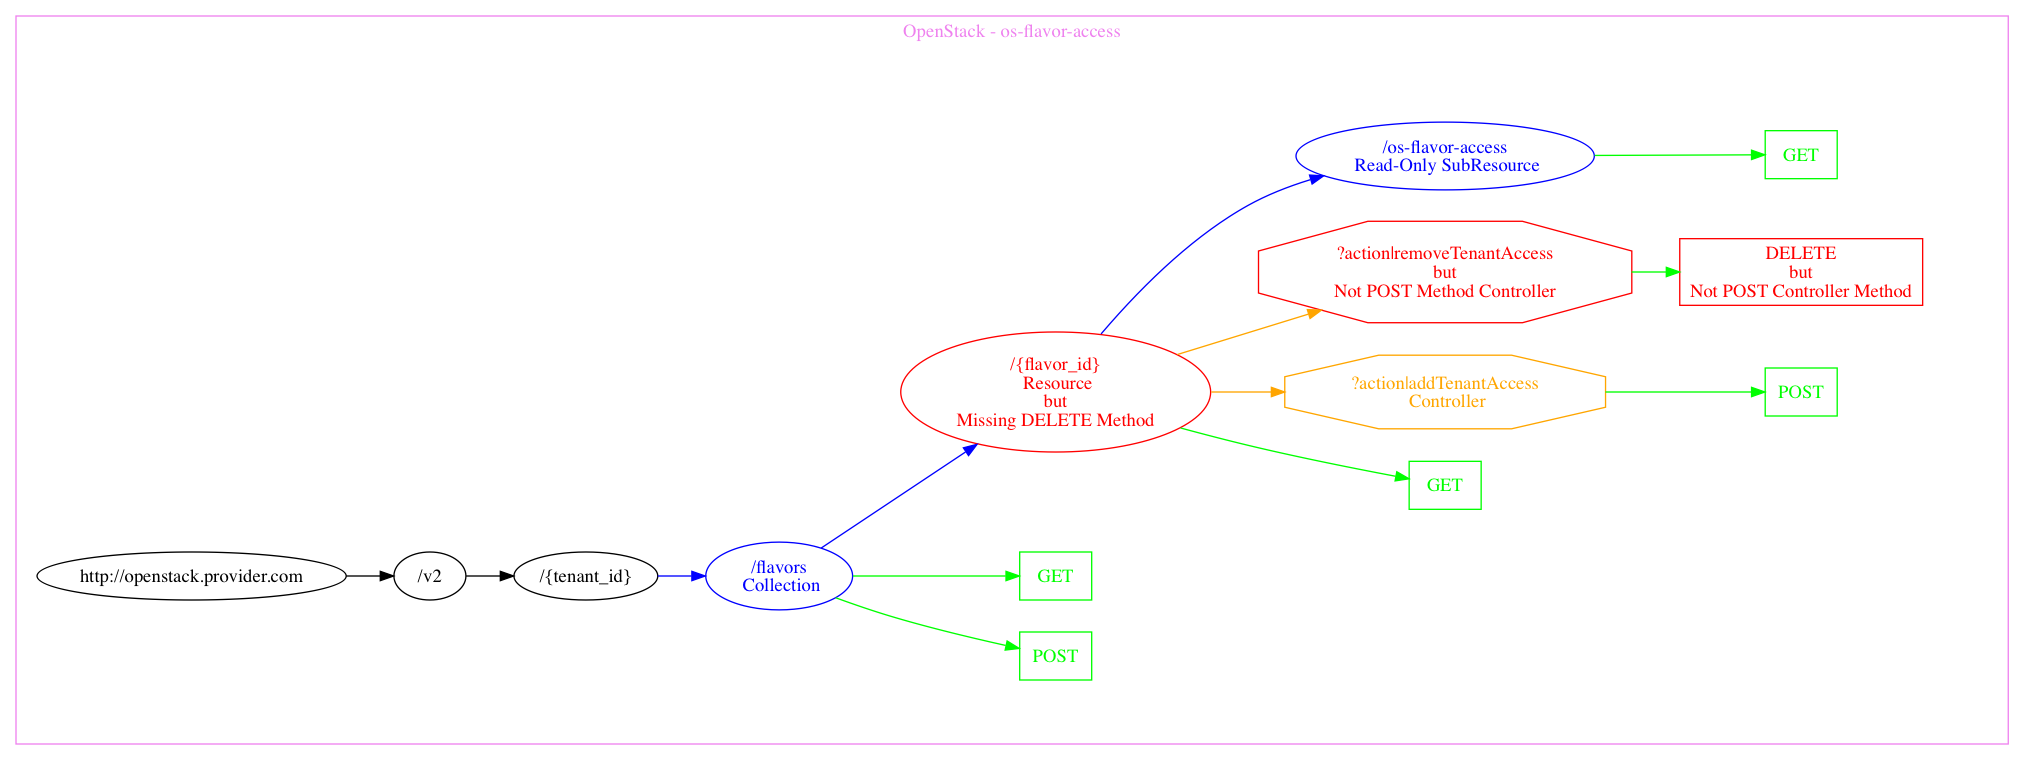 OpenStack - os-flavor-access
/os-flavor-access
Read-Only SubResource
GET
?action|removeTenantAccess
but
Not POST Method Controller
DELETE
but
Not POST Controller Method
/{flavor_id}
Resource
but
Missing DELETE Method
?action|addTenantAccess
Controller
POST
GET
http://openstack.provider.com
/v2
/{tenant_id}
/flavors
Collection
GET
POST